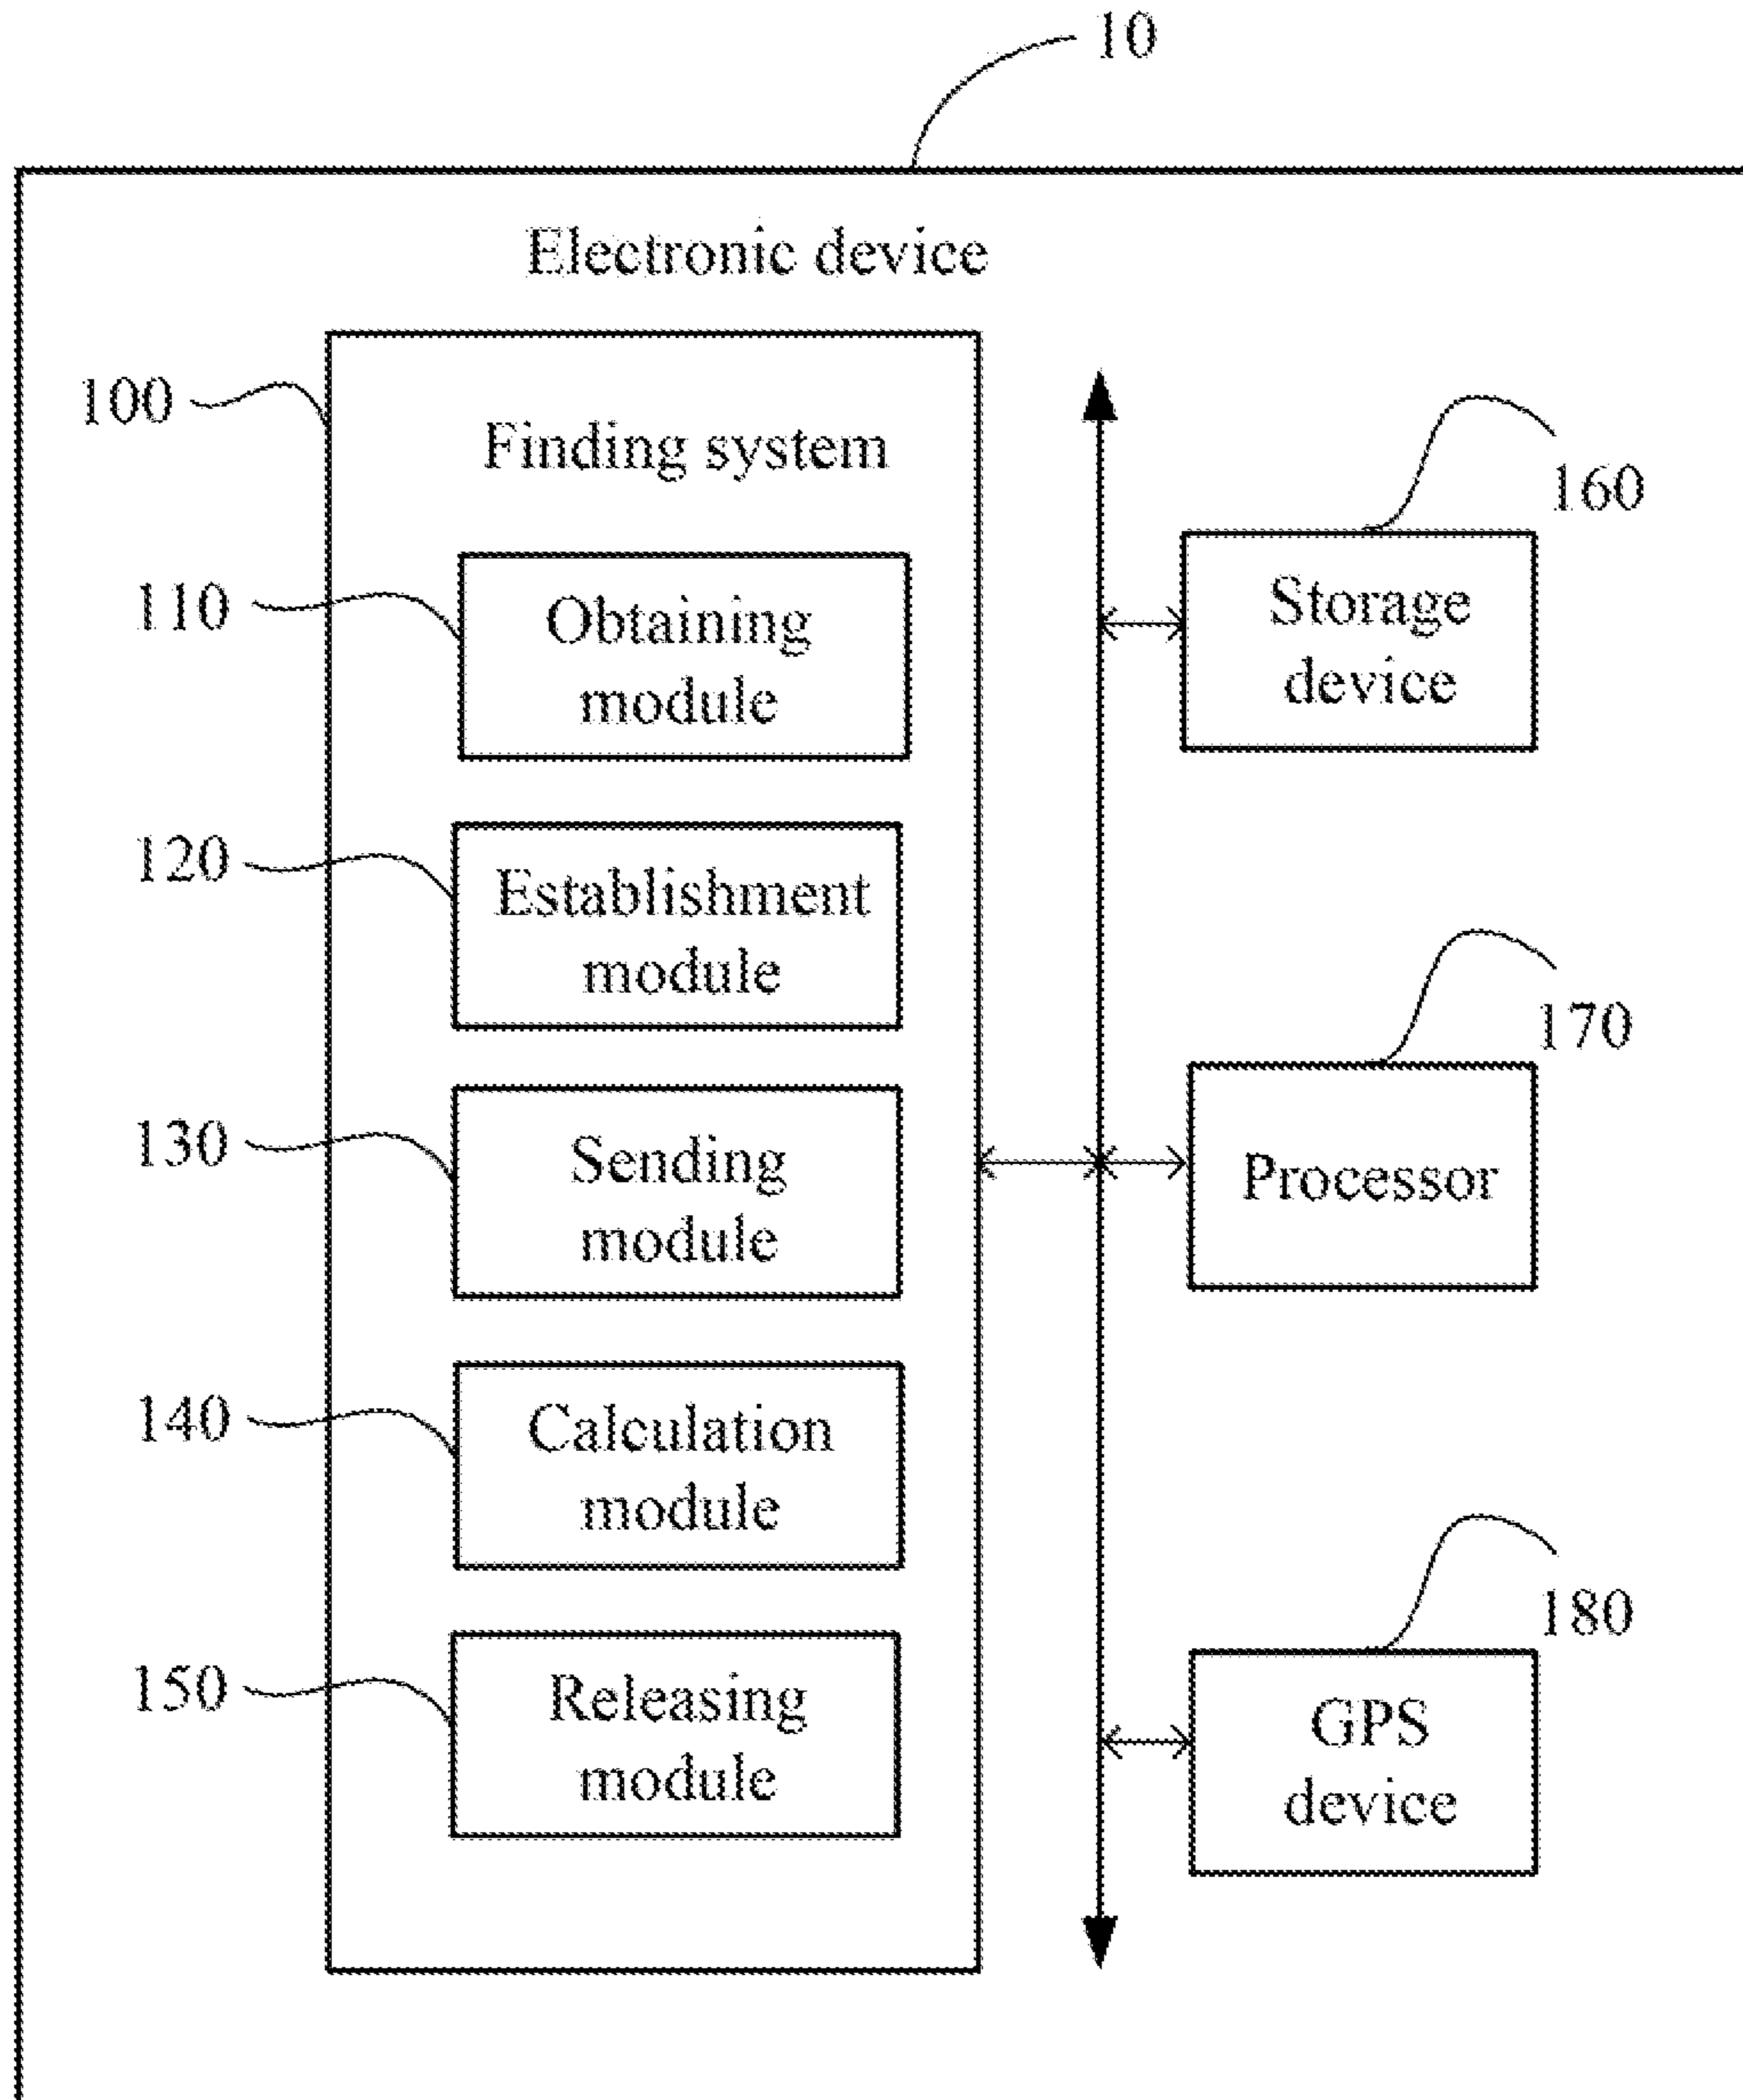 10
Electronic device
100
Finding system
110
Obtaining
module
120
Establishment
module
130
Sending
module
140
Calculation
module
150
Releasing
module
160
Storage
device
170
Processor
180
GPS
device